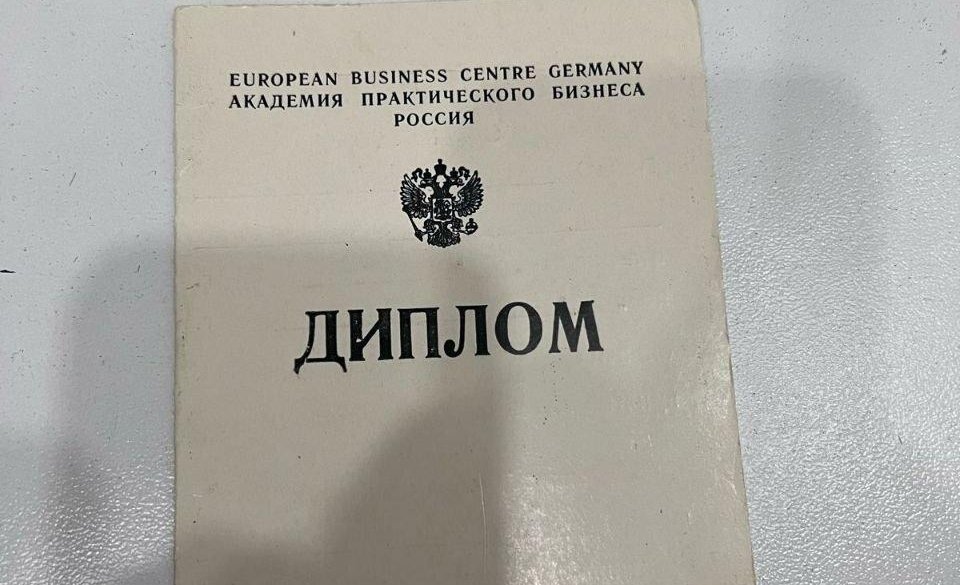 EUROPEAN BUSINESS CENTRE GERMANY
АКАДЕМИЯ ПРАКТИЧЕСКОГО БИЗНЕСА
РОССИЯ
ДИПЛОМ